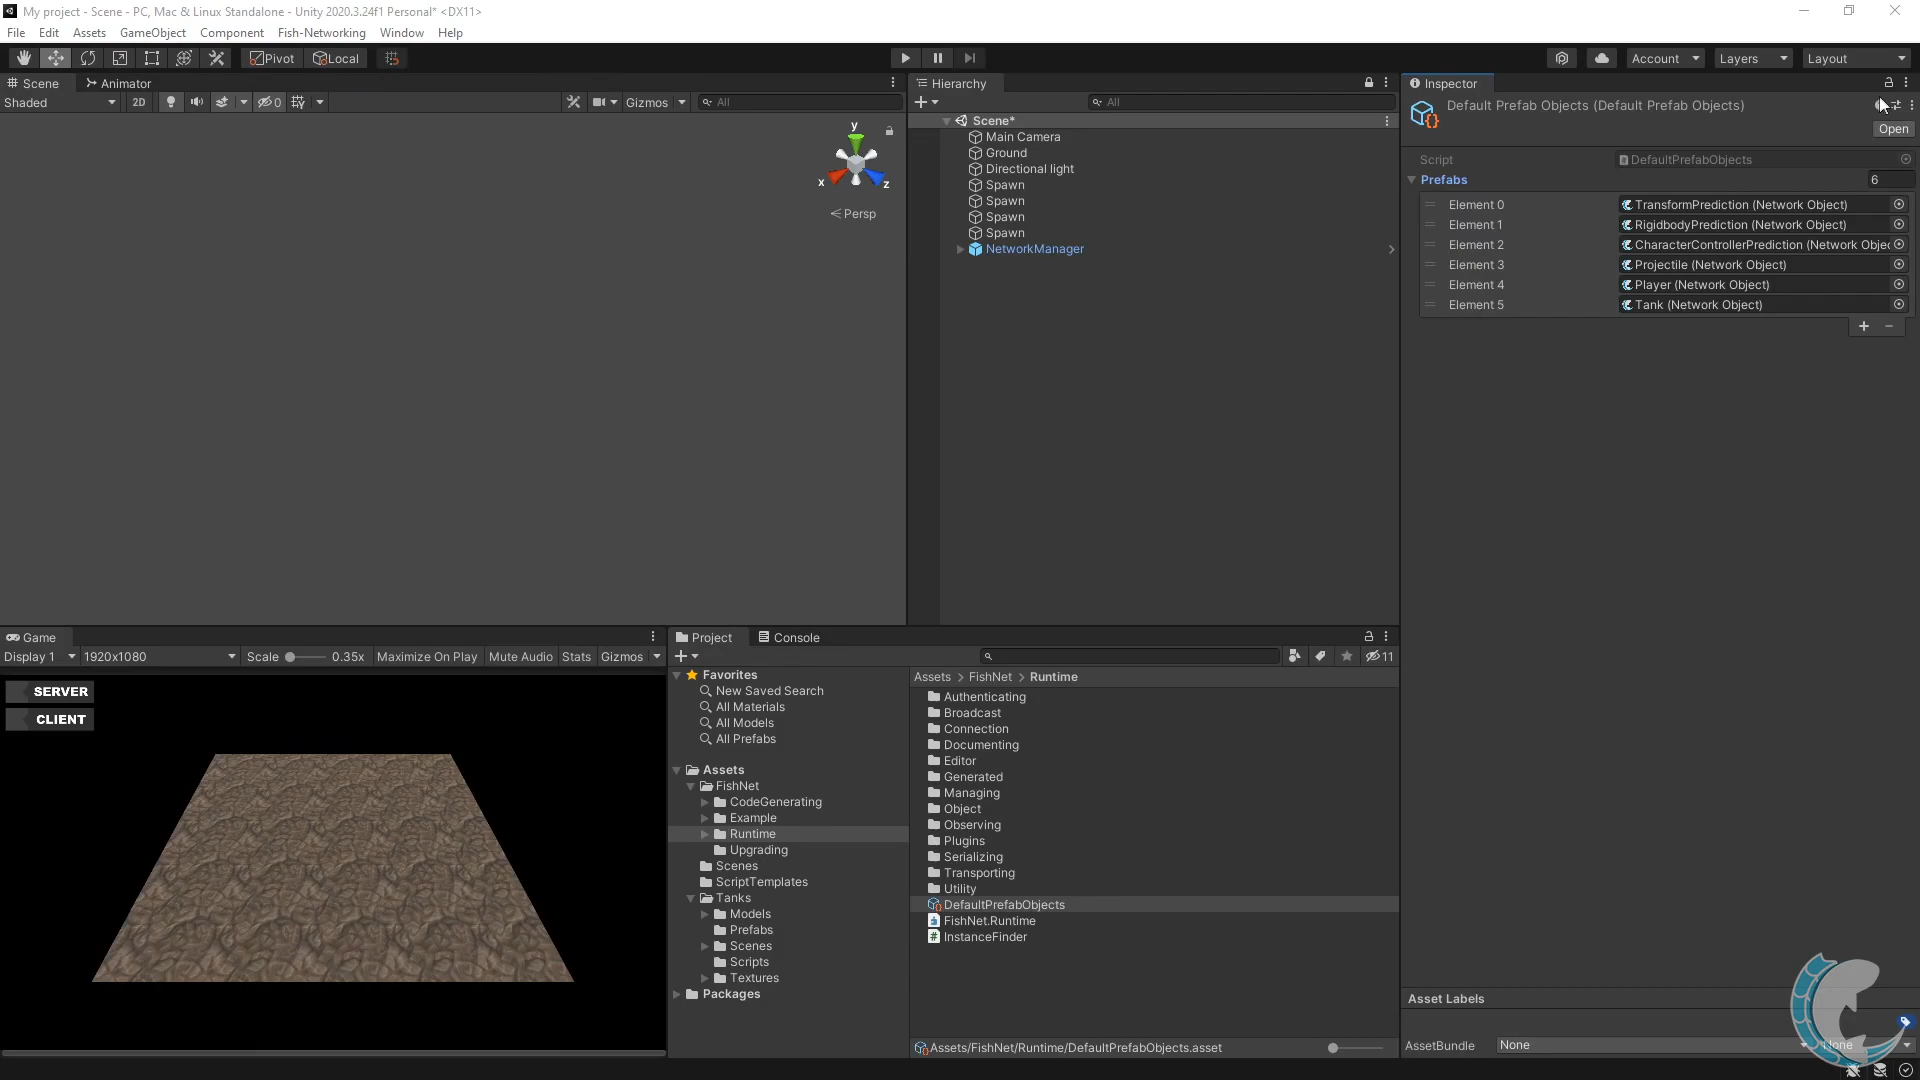 My project - Scene - PC, Mac & Linux Standalone - Unity 2020.3.24f1 Personal* <DX11>
File Edit Assets GameObject Component Fish-Networking Window Help
Pivot Local Account Layers Layout
Scene Animator
Shaded 2D 0 Gizmos All
y
x
z
Persp
Hierarchy
All
Scene*
Main Camera
Ground
Directional light
Spawn
Spawn
Spawn
Spawn
NetworkManager
Inspector
Default Prefab Objects (Default Prefab Objects)
Open
Script DefaultPrefabObjects
Prefabs 6
Element 0 TransformPrediction (Network Object)
Element 1 RigidbodyPrediction (Network Object)
Element 2 CharacterControllerPrediction (Network Objec
Element 3 Projectile (Network Object)
Element 4 Player (Network Object)
Element 5 Tank (Network Object)
Game
Display 1 1920x1080 Scale 0.35x Maximize On Play Mute Audio Stats Gizmos
SERVER
CLIENT
Project Console
11
Favorites
New Saved Search
All Materials
All Models
All Prefabs
Assets
FishNet
CodeGenerating
Example
Runtime
Upgrading
Scenes
ScriptTemplates
Tanks
Models
Prefabs
Scenes
Scripts
Textures
Packages
Assets > FishNet > Runtime
Authenticating
Broadcast
Connection
Documenting
Editor
Generated
Managing
Object
Observing
Plugins
Serializing
Transporting
Utility
DefaultPrefabObjects
FishNet.Runtime
InstanceFinder
Assets/FishNet/Runtime/DefaultPrefabObjects.asset
Asset Labels
AssetBundle None None